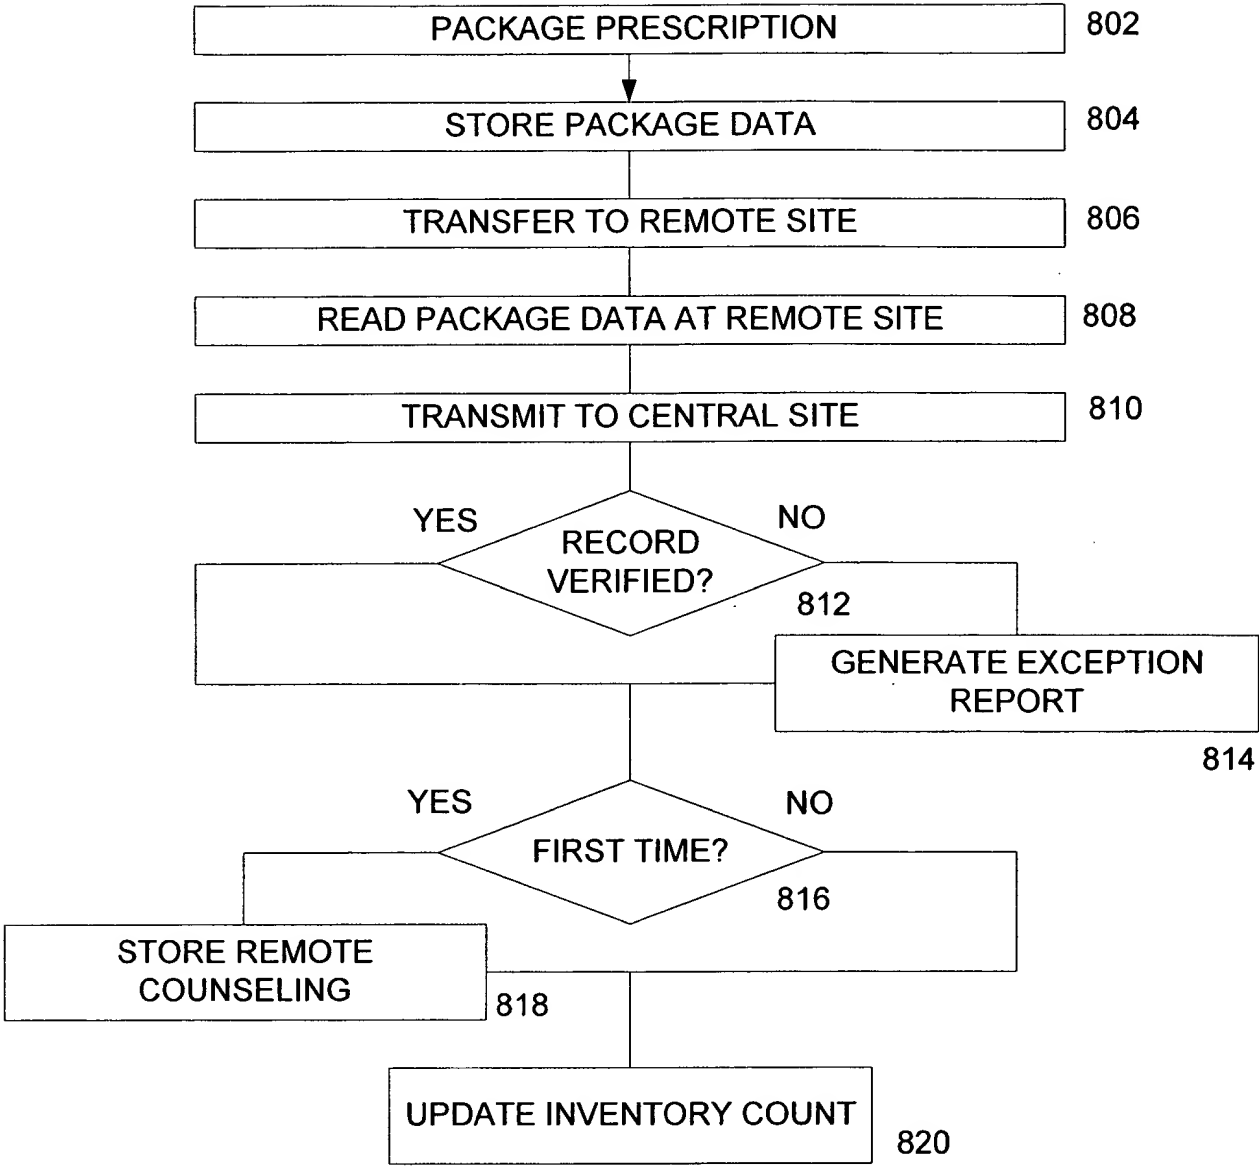 PACKAGE PRESCRIPTION
802
STORE PACKAGE DATA
804
TRANSFER TO REMOTE SITE
806
READ PACKAGE DATA AT REMOTE SITE
808
TRANSMIT TO CENTRAL SITE
810
YES
NO
RECORD
VERIFIED?
812
GENERATE EXCEPTION
REPORT
814
YES
NO
FIRST TIME?
816
STORE REMOTE
COUNSELING
818
UPDATE INVENTORY COUNT
820